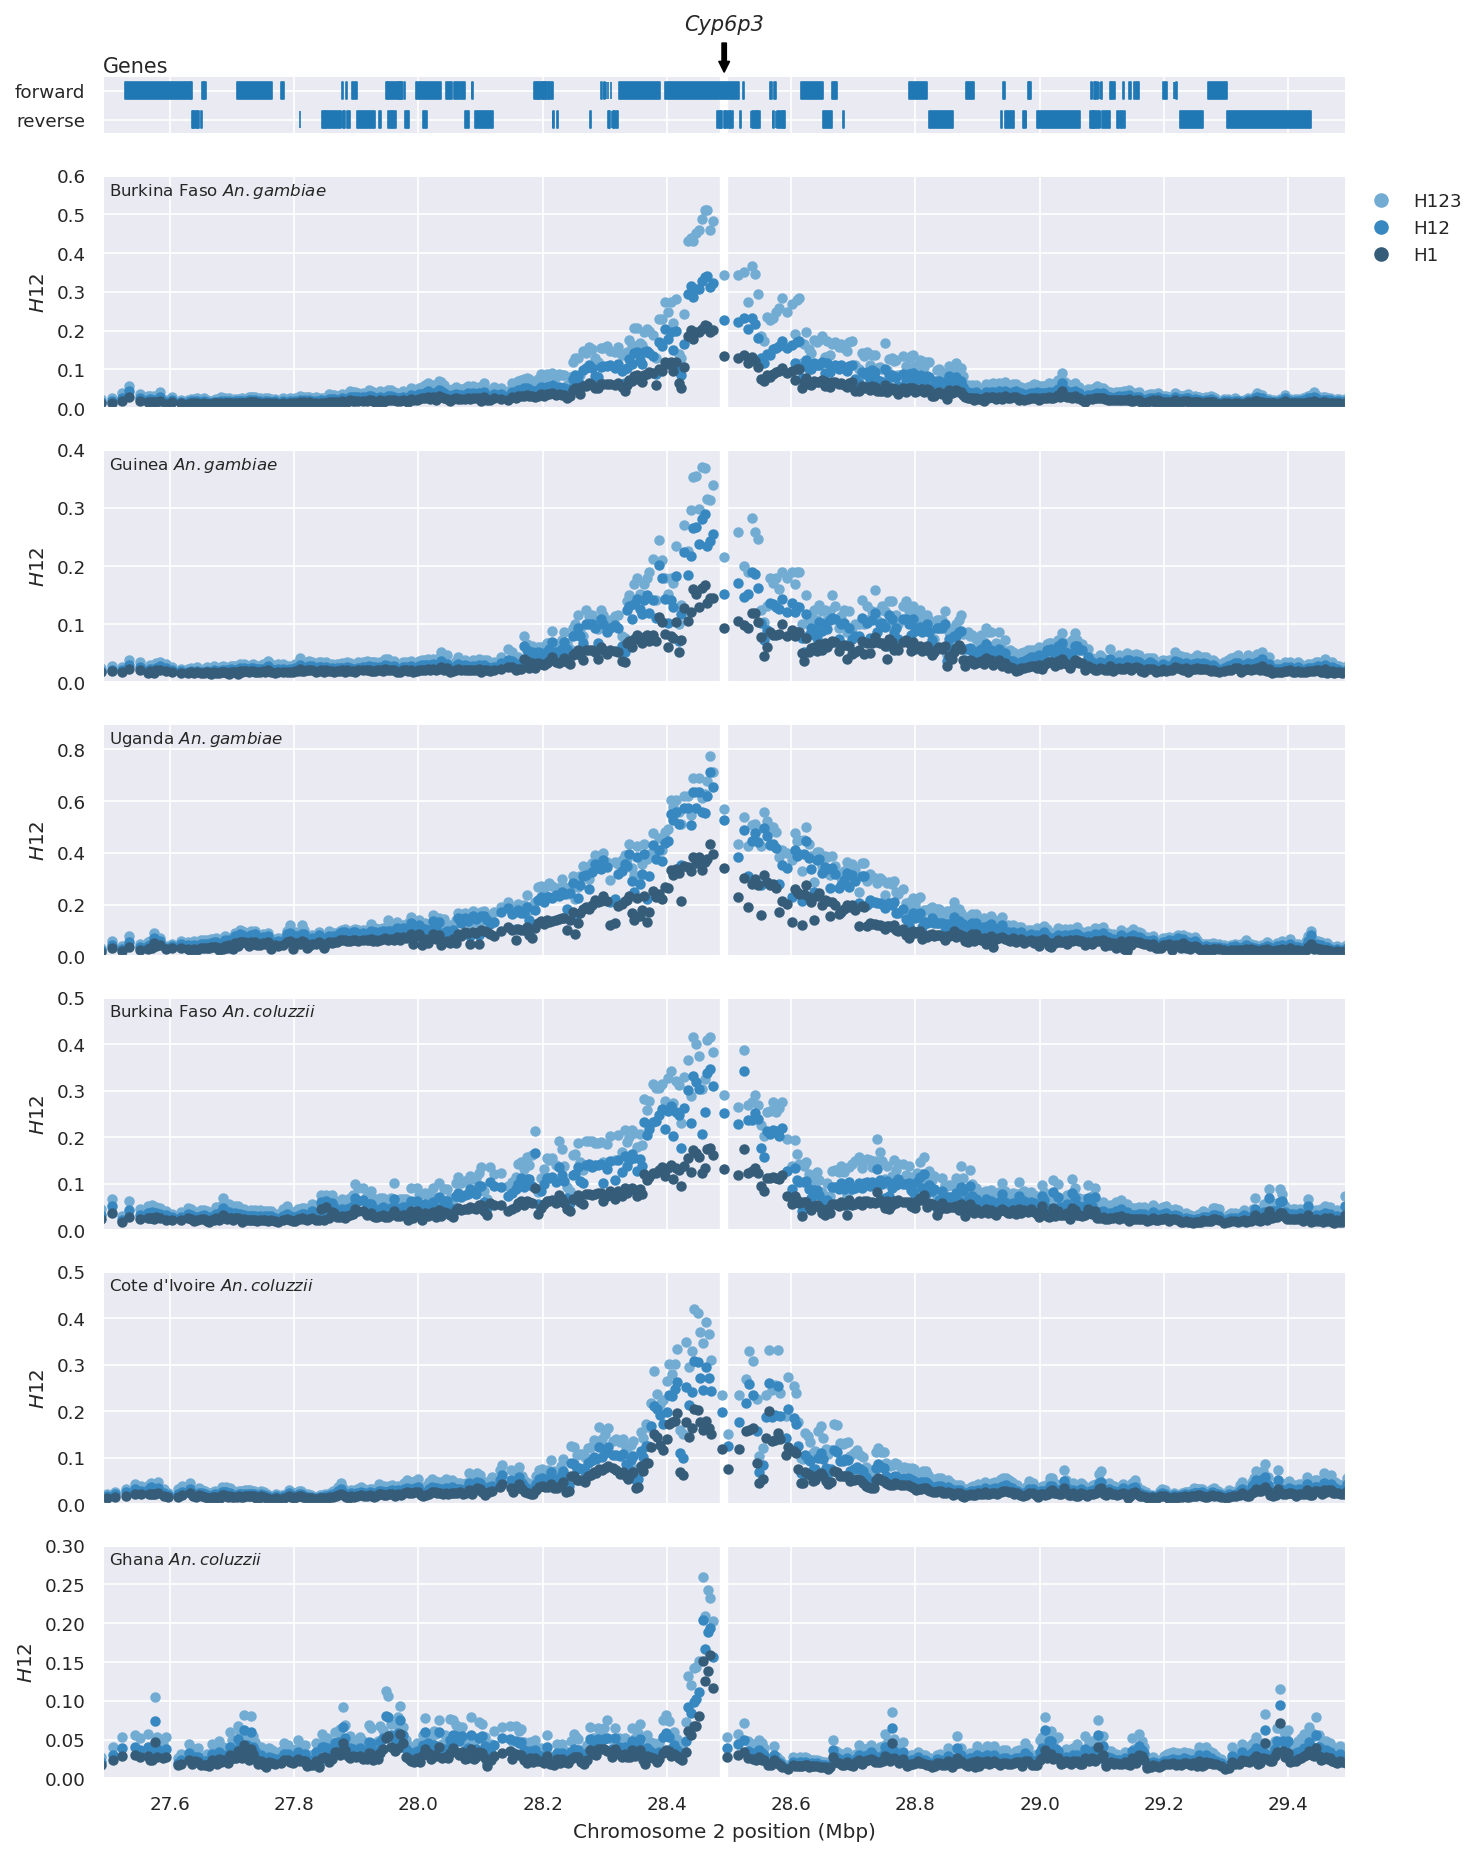 Cyp6p3
Genes
forward
reverse
0.6
0.5
0.4
0.3
0.2
0.1
0.0
H12
Burkina Faso An. gambiae
H123
H12
H1
0.4
0.3
0.2
0.1
0.0
H12
Guinea An. gambiae
0.8
0.6
0.4
0.2
0.0
H12
Uganda An. gambiae
0.5
0.4
0.3
0.2
0.1
0.0
H12
Burkina Faso An. coluzzii
0.5
0.4
0.3
0.2
0.1
0.0
H12
Cote d'Ivoire An. coluzzii
0.30
0.25
0.20
0.15
0.10
0.05
0.00
H12
Ghana An. coluzzii
27.6 27.8 28.0 28.2 28.4 28.6 28.8 29.0 29.2 29.4
Chromosome 2 position (Mbp)